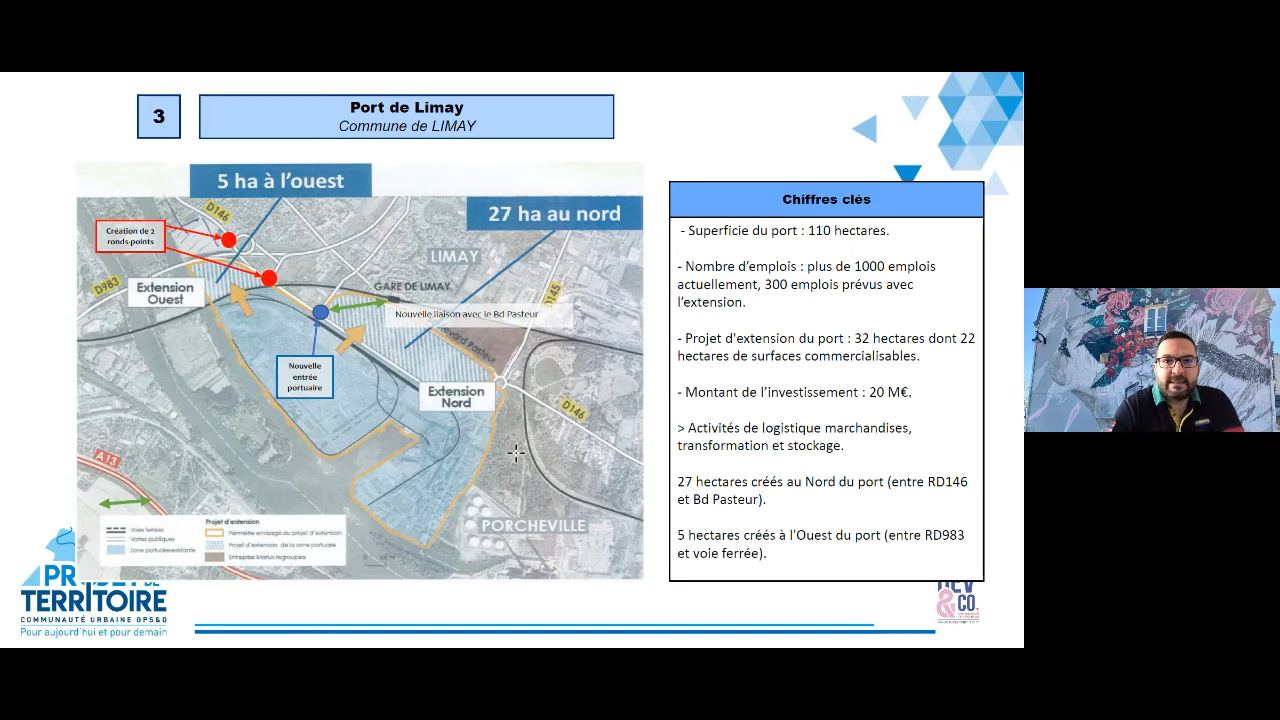 3
Port de Limay
Commune de LIMAY
5 ha à l'ouest
27 ha au nord
D146
Création de 2
ronds-points
LIMAY
D983
Extension
Ouest
GARE DE LIMAY
D145
Nouvelle liaison avec le Bd Pasteur
Boulevard Pasteur
Nouvelle
entrée
portuaire
Extension
Nord
D146
A13
PORCHEVILLE
Voies ferrées
Voiries publiques
Zone portuaire existante
Projet d'extension
Périmètre envisagé du projet d'extension
Projet d'extension de la zone portuaire
Entreprise Martus regroupées
Chiffres clés
- Superficie du port : 110 hectares.
- Nombre d'emplois : plus de 1000 emplois
actuellement, 300 emplois prévus avec
l'extension.
- Projet d'extension du port : 32 hectares dont 22
hectares de surfaces commercialisables.
- Montant de l'investissement : 20 M€.
> Activités de logistique marchandises,
transformation et stockage.
27 hectares créés au Nord du port (entre RD146
et Bd Pasteur).
5 hectares créés à l'Ouest du port (entre RD983
et voie ferrée).
PROJET DE
TERRITOIRE
COMMUNAUTÉ URBAINE GPS&O
Pour aujourd'hui et pour demain
DEV
&CO.